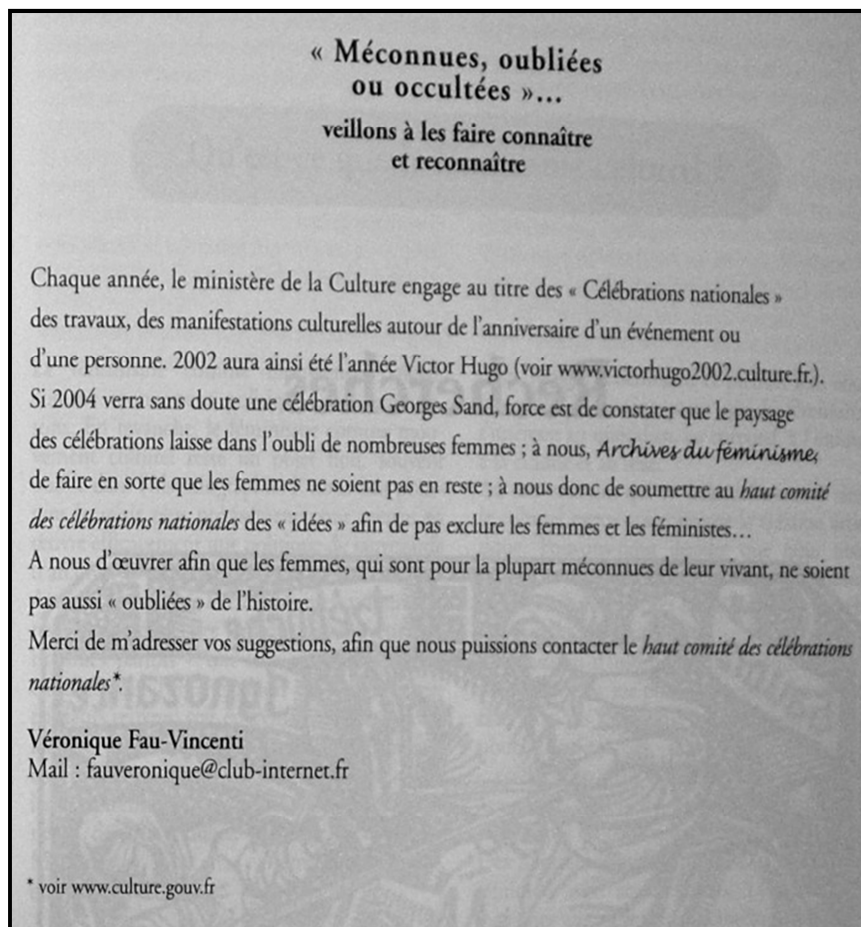 « Méconnues, oubliées
ou occultées »...
veillons à les faire connaître
et reconnaître
Chaque année, le ministère de la Culture engage au titre des « Célébrations nationales »
des travaux, des manifestations culturelles autour de l'anniversaire d'un événement ou
d'une personne. 2002 aura ainsi été l'année Victor Hugo (voir www.victorhugo2002.culture.fr.).
Si 2004 verra sans doute une célébration Georges Sand, force est de constater que le paysage
des célébrations laisse dans l'oubli de nombreuses femmes ; à nous, Archives du féminisme,
de faire en sorte que les femmes ne soient pas en reste ; à nous donc de soumettre au haut comité
des célébrations nationales des « idées » afin de pas exclure les femmes et les féministes...
A nous d'œuvrer afin que les femmes, qui sont pour la plupart méconnues de leur vivant, ne soient
pas aussi « oubliées » de l'histoire.
Merci de m'adresser vos suggestions, afin que nous puissions contacter le haut comité des célébrations
nationales*.
Véronique Fau-Vincenti
Mail : fauveronique@club-internet.fr
* voir www.culture.gouv.fr